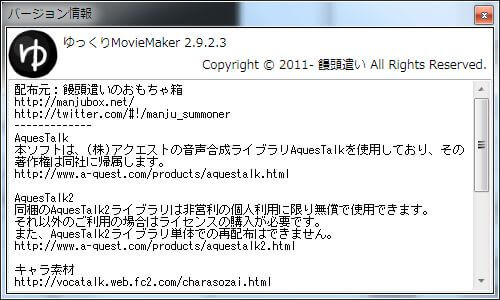 バージョン情報
ゆ
ゆっくりMovieMaker 2.9.2.3
Copyright © 2011- 饅頭遣い All Rights Reserved.
配布元：饅頭遣いのおもちゃ箱
http://manjubox.net/
http://twitter.com/#!/manju_summoner
-------------
AquesTalk
本ソフトは、(株)アクエストの音声合成ライブラリAquesTalkを使用しており、その
著作権は同社に帰属します。
http://www.a-quest.com/products/aquestalk.html
AquesTalk2
同梱のAquesTalk2ライブラリは非営利の個人利用に限り無償で使用できます。
それ以外のご利用の場合はライセンスの購入が必要です。
また、AquesTalk2ライブラリ単体での再配布はできません。
http://www.a-quest.com/products/aquestalk2.html
キャラ素材
http://vocatalk.web.fc2.com/charasozai.html